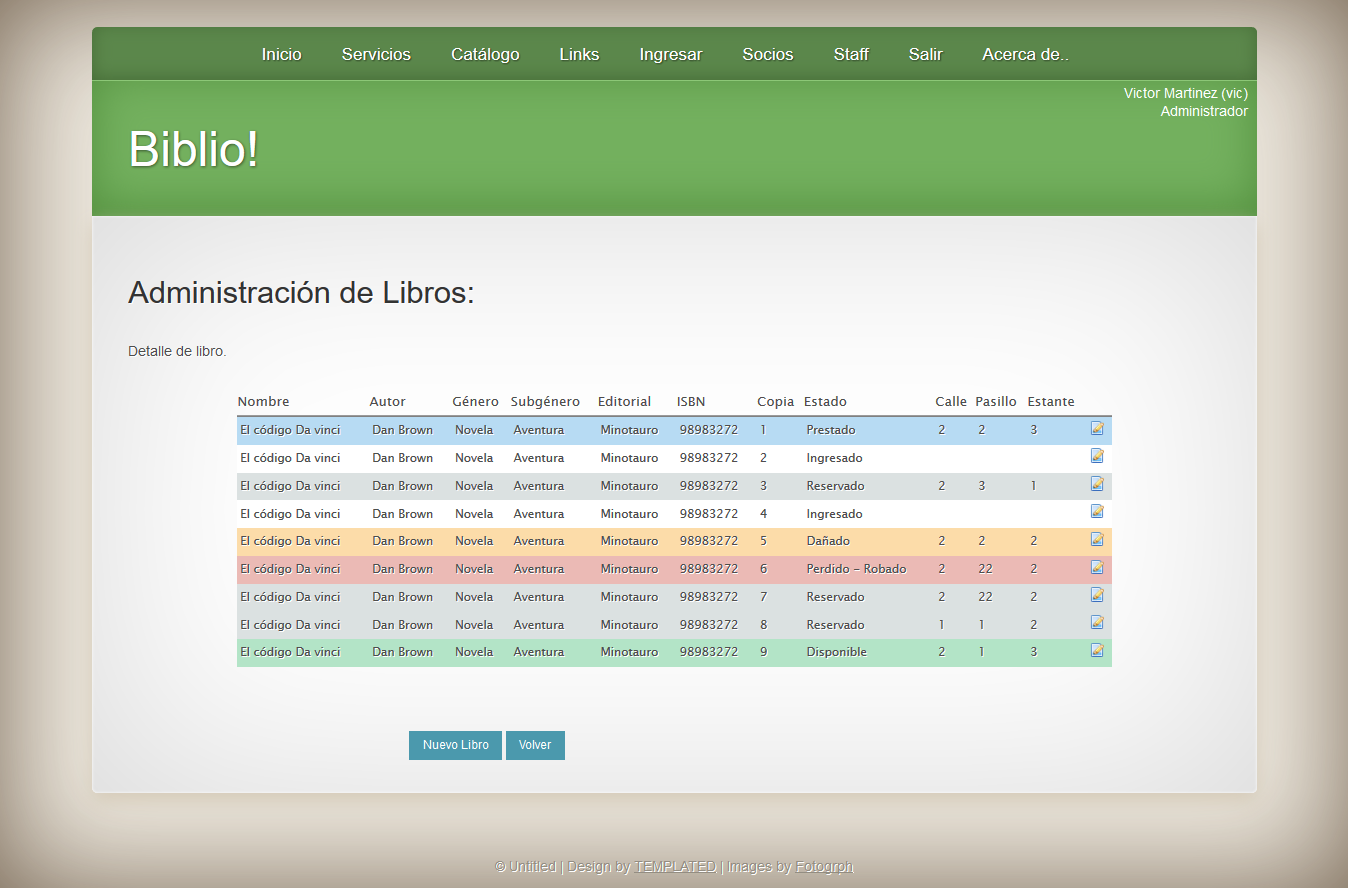 Inicio Servicios Catálogo Links Ingresar Socios Staff Salir Acerca de..
Victor Martinez (vic)
Administrador
Biblio!
Administración de Libros:
Detalle de libro.
Nombre Autor Género Subgénero Editorial ISBN Copia Estado Calle Pasillo Estante
El código Da vinci Dan Brown Novela Aventura Minotauro 98983272 1 Prestado 2 2 3
El código Da vinci Dan Brown Novela Aventura Minotauro 98983272 2 Ingresado
El código Da vinci Dan Brown Novela Aventura Minotauro 98983272 3 Reservado 2 3 1
El código Da vinci Dan Brown Novela Aventura Minotauro 98983272 4 Ingresado
El código Da vinci Dan Brown Novela Aventura Minotauro 98983272 5 Dañado 2 2 2
El código Da vinci Dan Brown Novela Aventura Minotauro 98983272 6 Perdido - Robado 2 22 2
El código Da vinci Dan Brown Novela Aventura Minotauro 98983272 7 Reservado 2 22 2
El código Da vinci Dan Brown Novela Aventura Minotauro 98983272 8 Reservado 1 1 2
El código Da vinci Dan Brown Novela Aventura Minotauro 98983272 9 Disponible 2 1 3
Nuevo Libro Volver
© Untitled | Design by TEMPLATED | Images by Fotogrph